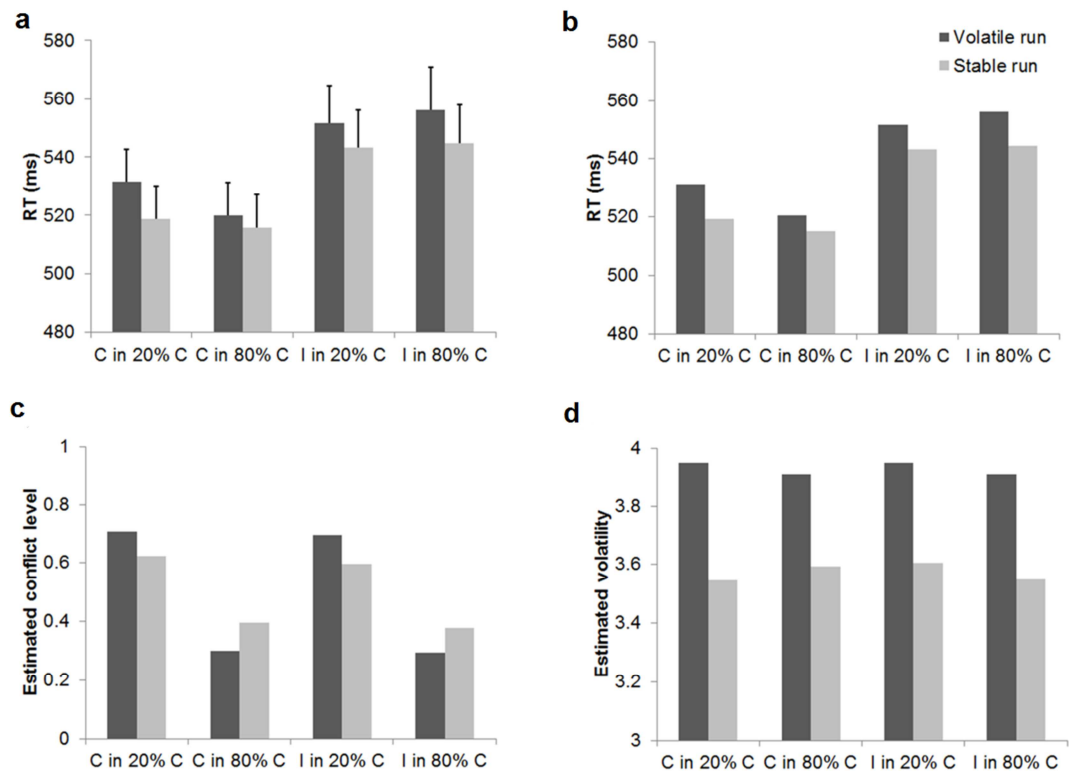 a
RT (ms)
580
560
540
520
500
480
C in 20% C C in 80% C I in 20% C I in 80% C
b
Volatile run
Stable run
RT (ms)
580
560
540
520
500
480
C in 20% C C in 80% C I in 20% C I in 80% C
c
Estimated conflict level
1
0.8
0.6
0.4
0.2
0
C in 20% C C in 80% C I in 20% C I in 80% C
d
Estimated volatility
4
3.8
3.6
3.4
3.2
3
C in 20% C C in 80% C I in 20% C I in 80% C